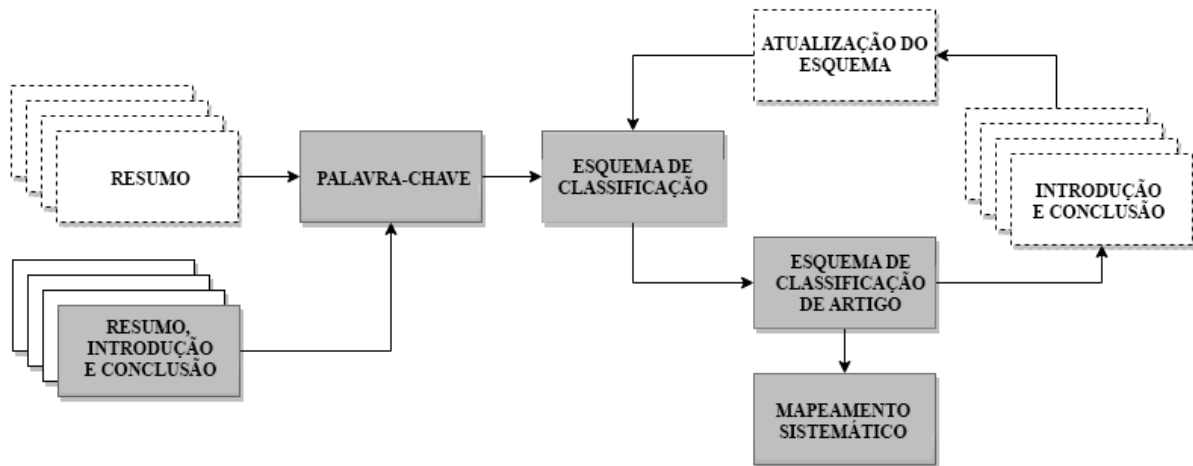 ATUALIZAÇÃO DO
ESQUEMA
RESUMO
PALAVRA-CHAVE
ESQUEMA DE
CLASSIFICAÇÃO
INTRODUÇÃO
E CONCLUSÃO
RESUMO,
INTRODUÇÃO
E CONCLUSÃO
ESQUEMA DE
CLASSIFICAÇÃO
DE ARTIGO
MAPEAMENTO
SISTEMÁTICO